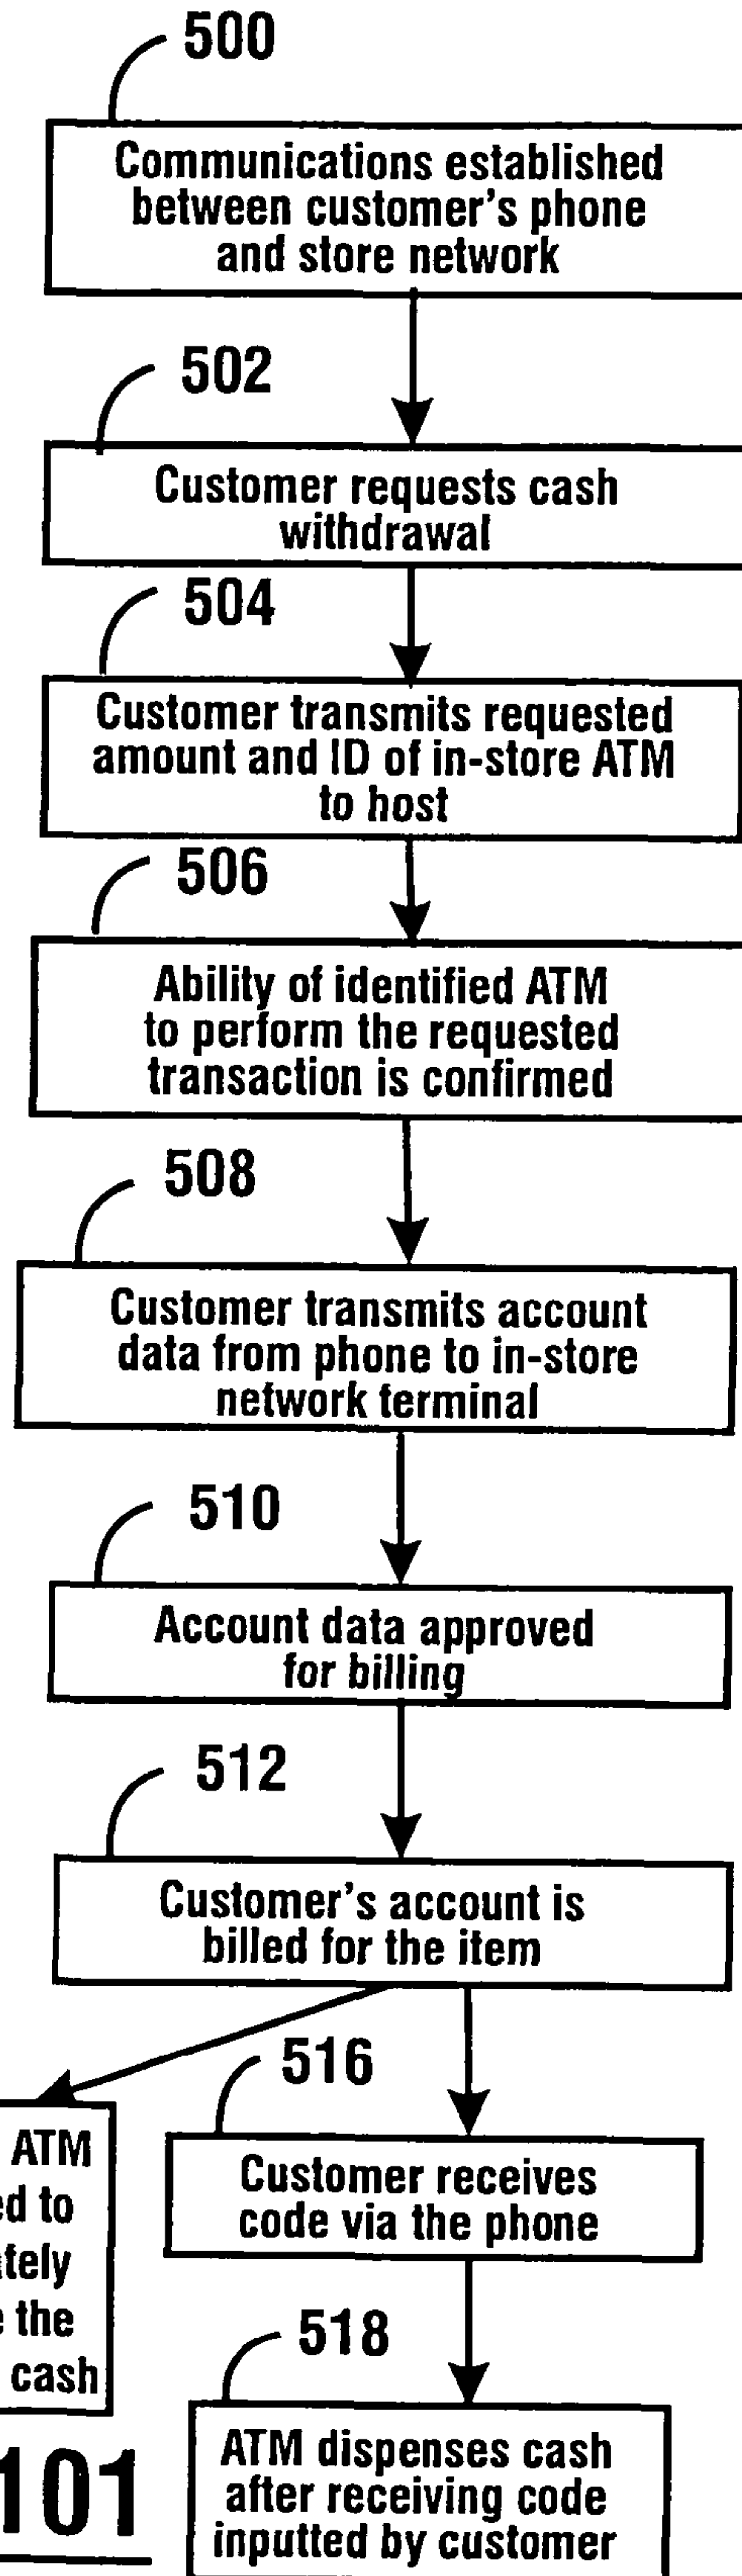 500
Communications established
between customer's phone
and store network
502
Customer requests cash
withdrawal
504
Customer transmits requested
amount and ID of in-store ATM
to host
506
Ability of identified ATM
to perform the requested
transaction is confirmed
508
Customer transmits account
data from phone to in-store
network terminal
510
Account data approved
for billing
512
Customer's account is
billed for the item
516
Customer receives
code via the phone
ATM
to
the
cash
518
ATM dispenses cash
after receiving code
inputted by customer
101